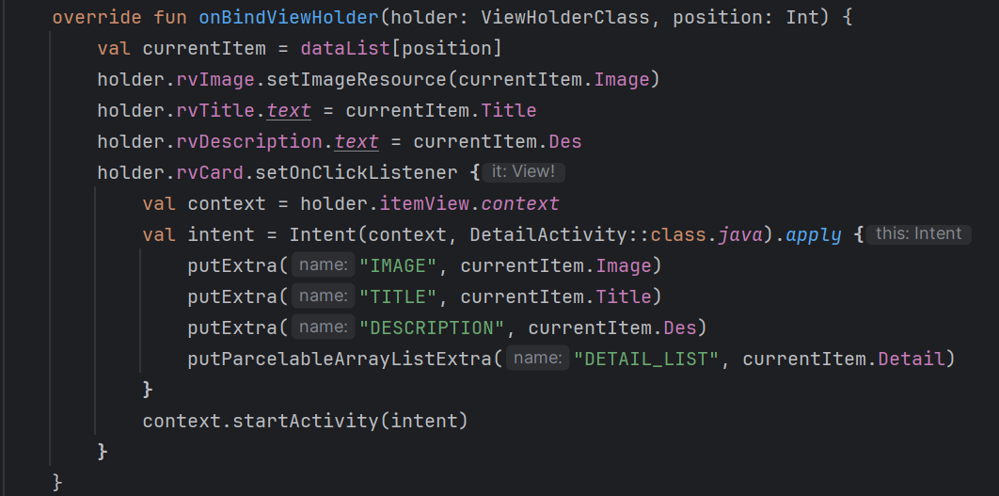 override fun onBindViewHolder(holder: ViewHolderClass, position: Int) {
val currentItem = dataList[position]
holder.rvImage.setImageResource(currentItem.Image)
holder.rvTitle.text = currentItem.Title
holder.rvDescription.text = currentItem.Des
holder.rvCard.setOnClickListener { it: View!
val context = holder.itemView.context
val intent = Intent(context, DetailActivity::class.java).apply { this: Intent
putExtra( name: "IMAGE", currentItem.Image)
putExtra( name: "TITLE", currentItem.Title)
putExtra( name: "DESCRIPTION", currentItem.Des)
putParcelableArrayListExtra( name: "DETAIL_LIST", currentItem.Detail)
}
context.startActivity(intent)
}
}